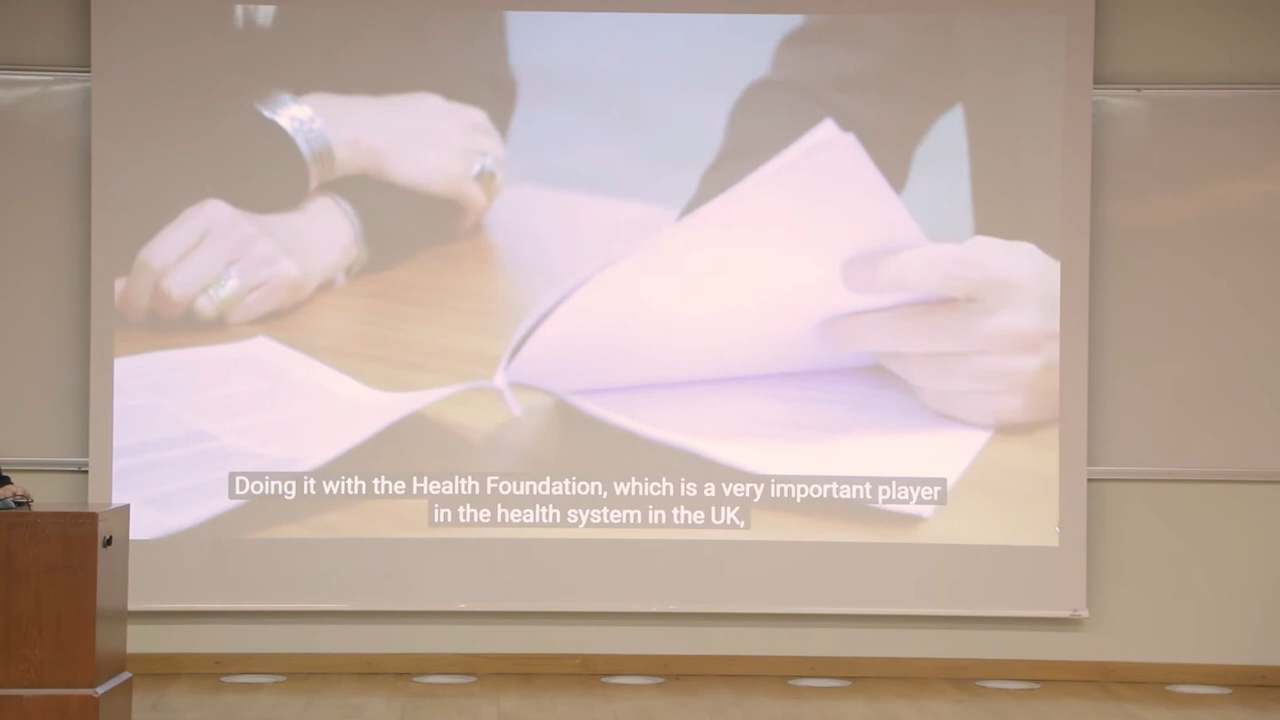 Doing it with the Health Foundation, which is a very important player
in the health system in the UK,